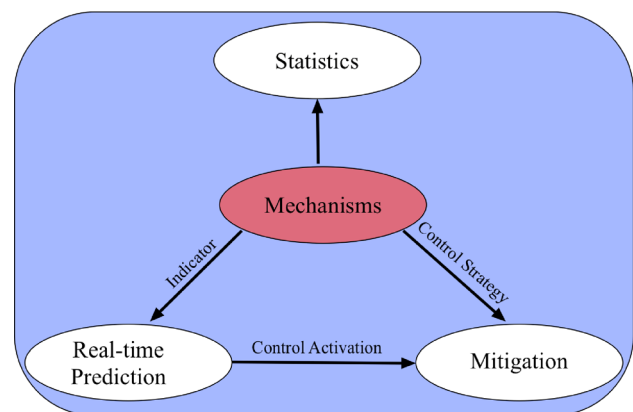 Statistics
Mechanisms
Indicator
Control Strategy
Real-time
Prediction
Control Activation
Mitigation